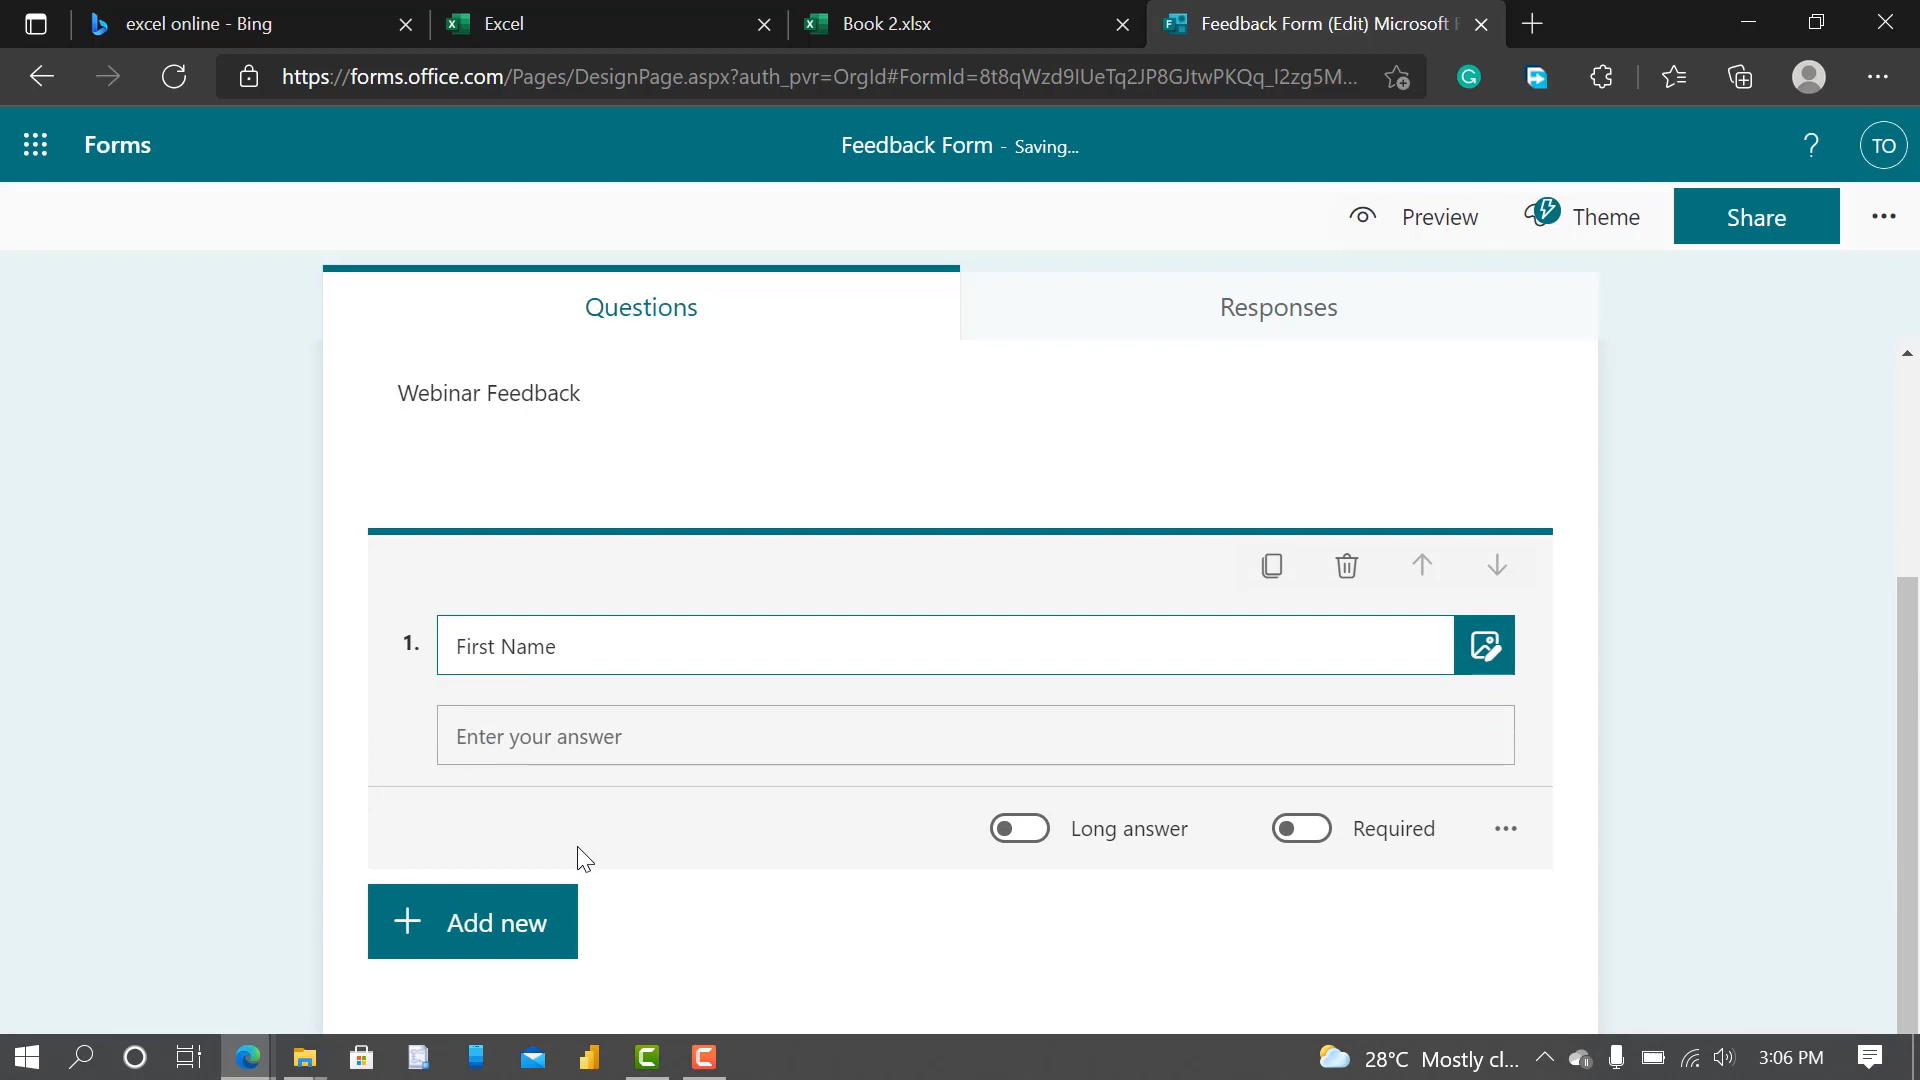 excel online - Bing
Excel
Book 2.xlsx
Feedback Form (Edit) Microsoft F
https://forms.office.com/Pages/DesignPage.aspx?auth_pvr=OrgId#FormId=8t8qWzd9lUeTq2JP8GJtwPKQq_I2zg5M...
Forms
Feedback Form - Saving...
?
TO
Preview
Theme
Share
Questions
Responses
Webinar Feedback
1.
First Name
Enter your answer
Long answer
Required
Add new
28°C Mostly cl...
3:06 PM